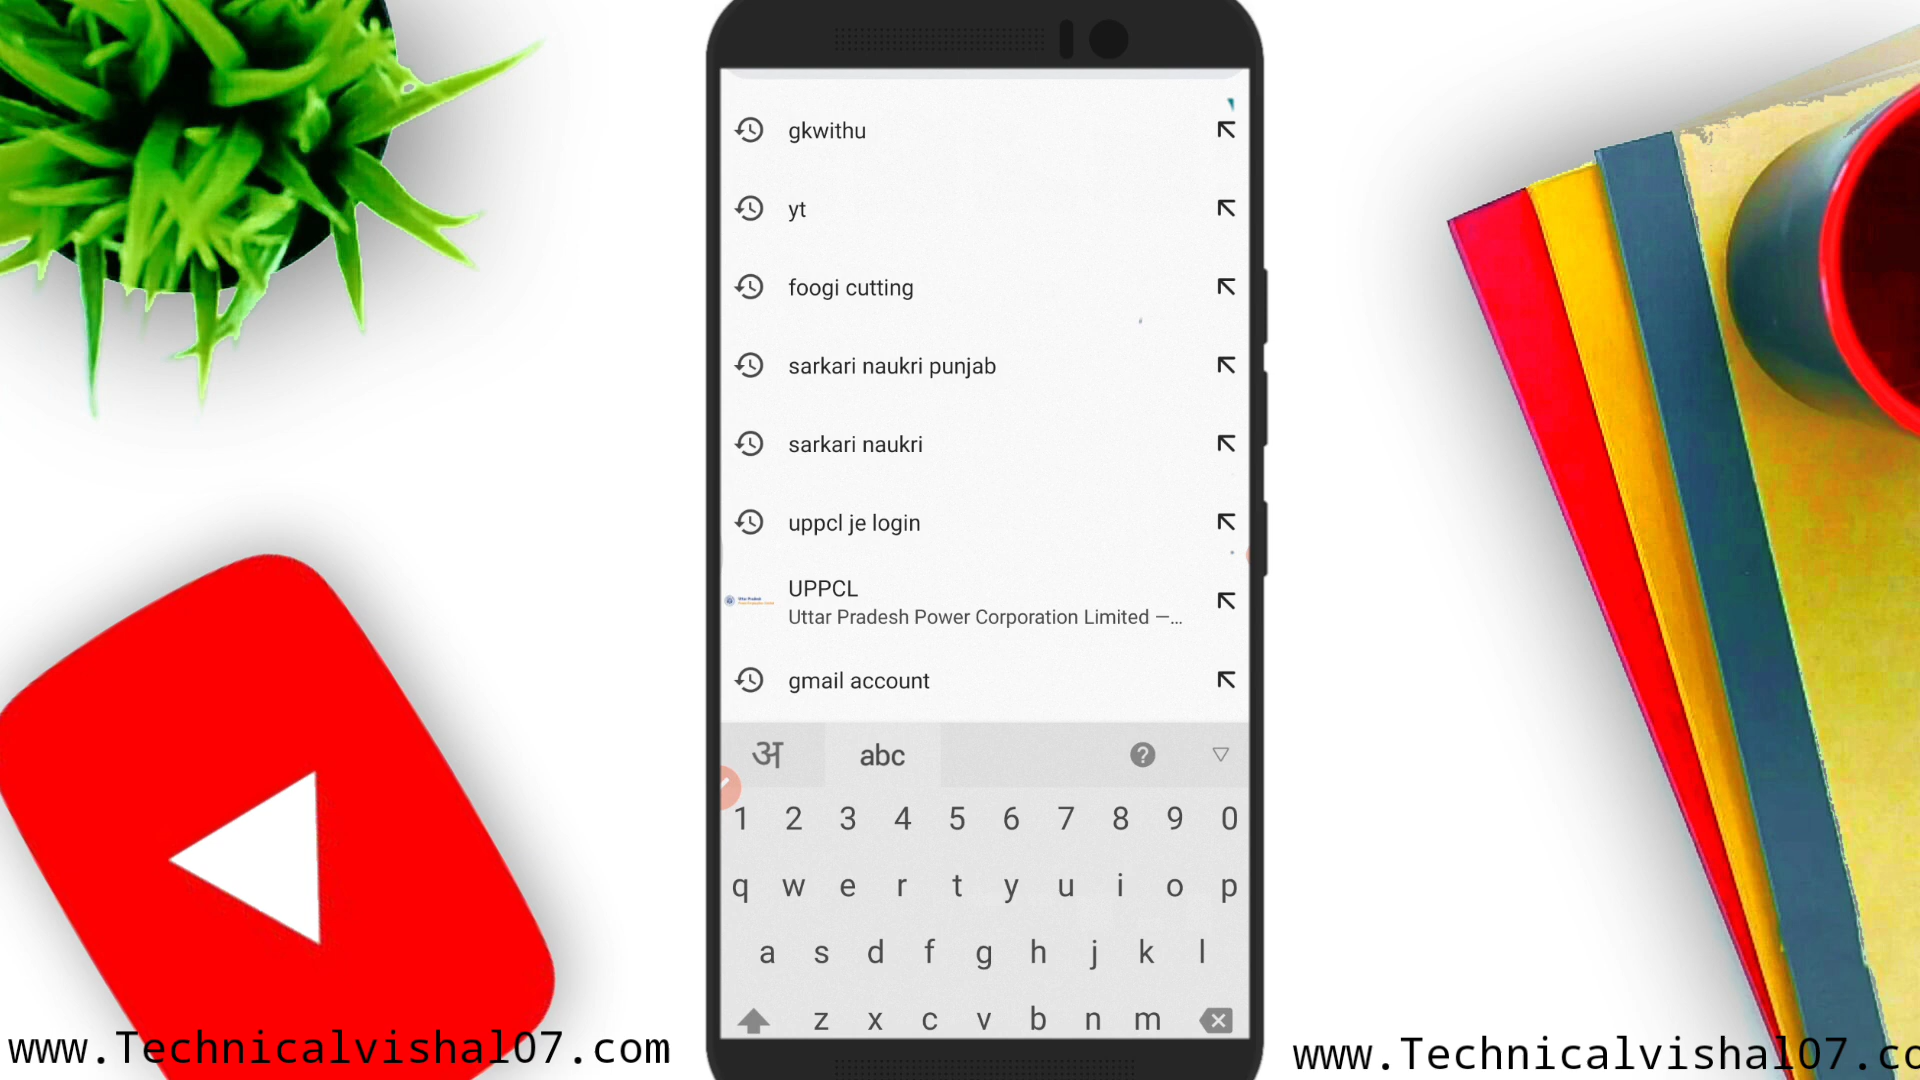 gkwithu
yt
foogi cutting
sarkari naukri punjab
sarkari naukri
uppcl je login
UPPCL
Uttar Pradesh Power Corporation Limited —...
gmail account
अ abc ?
1 2 3 4 5 6 7 8 9 0
q w e r t y u i o p
a s d f g h j k l
z x c v b n m
www.Technicalvishal07.com
www.Technicalvishal07.co